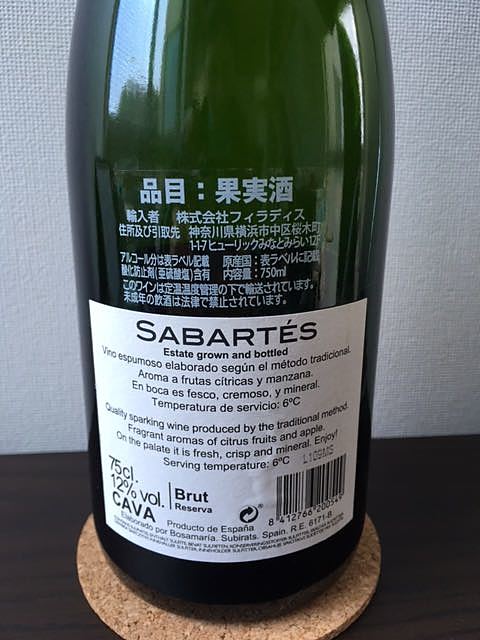 品目：果実酒
輸入者 株式会社フィラディス
住所及び引取先 神奈川県横浜市中区桜木町
1-1-7ヒューリックみなとみらい12F
アルコール分は表ラベル記載 原産国：表ラベルに記載
酸化防止剤(亜硫酸塩)含有 内容量：750ml
このワインは定温温度管理の下で輸送されています。
未成年の飲酒は法律で禁止されています。
SABARTÉS
Estate grown and bottled
Vino espumoso elaborado según el método tradicional.
Aroma a frutas cítricas y manzana.
En boca es fesco, cremoso, y mineral.
Temperatura de servicio: 6ºC
Quality sparking wine produced by the traditional method.
Fragrant aromas of citrus fruits and apple.
On the palate it is fresh, crisp and mineral. Enjoy!
Serving temperature: 6ºC
L109MS
75cl.
12% vol.
CAVA
Brut
Reserva
8 412766 200549
Producto de España
Elaborado por Bosamaría. Subirats. Spain. R.E. 6171-B